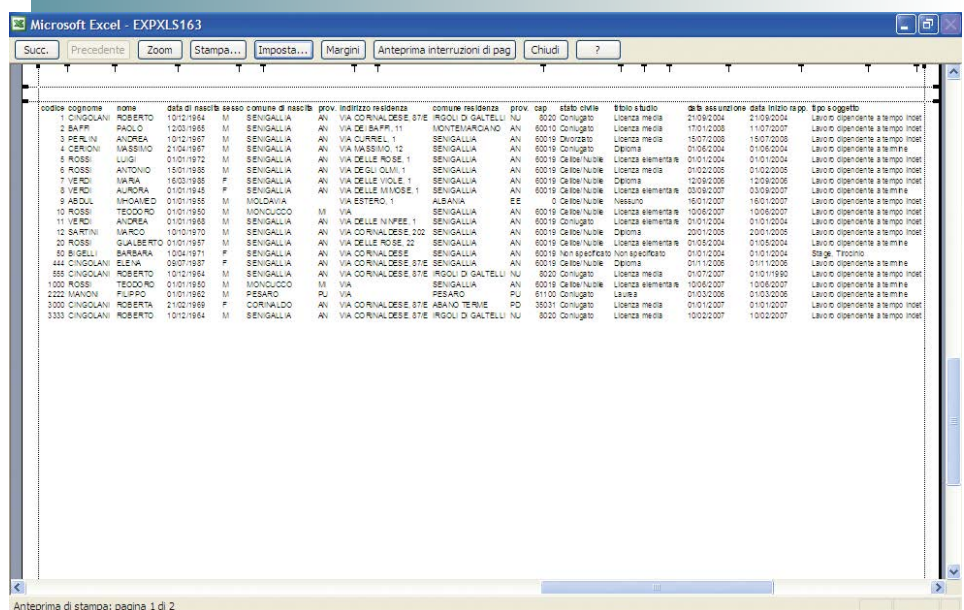 Microsoft Excel - EXPXLS163
Succ. Precedente Zoom Stampa... Imposta... Margini Anteprima interruzioni di pag Chiudi ?
codice cognome nome data di nascita sesso comune di nascita prov. indirizzo residenza comune residenza prov. cap stato civile titolo studio data assunzione data inizio rapp. tipo soggetto
1 CINGOLANI ROBERTO 10/12/1964 M SENIGALLIA AN VIA CORINALDESE, 87/E IRGOLI DI GALTELLI NU 8020 Coniugato Licenza media 21/09/2004 21/09/2004 Lavoro dipendente a tempo indet
2 BAFFI PAOLO 12/03/1965 M SENIGALLIA AN VIA DEI BAFFI, 11 MONTEMARCIANO AN 60010 Coniugato Licenza media 17/01/2008 11/07/2007 Lavoro dipendente a tempo indet
3 PERLINI ANDREA 10/12/1967 M SENIGALLIA AN VIA CURRIEL, 1 SENIGALLIA AN 60019 Divorzato Licenza media 15/07/2008 15/07/2008 Lavoro dipendente a tempo indet
4 CERIONI MASSIMO 21/04/1967 M SENIGALLIA AN VIA MASSIMO, 12 SENIGALLIA AN 60019 Coniugato Diploma 01/06/2004 01/06/2004 Lavoro dipendente a tempo indet
5 ROSSI LUIGI 01/01/1972 M SENIGALLIA AN VIA DELLE ROSE, 1 SENIGALLIA AN 60019 Celibe/Nubile Licenza elementare 01/01/2004 01/01/2004 Lavoro dipendente a tempo indet
6 ROSSI ANTONIO 15/01/1985 M SENIGALLIA AN VIA DEGLI OLMI, 1 SENIGALLIA AN 60019 Celibe/Nubile Licenza media 01/02/2005 01/02/2005 Lavoro dipendente a tempo indet
7 VERDI MARIA 16/03/1985 F SENIGALLIA AN VIA DELLE VIOLE, 1 SENIGALLIA AN 60019 Celibe/Nubile Diploma 12/09/2006 12/09/2006 Lavoro dipendente a tempo indet
8 VERDI AURORA 01/01/1945 F SENIGALLIA AN VIA DELLE MIMOSE, 1 SENIGALLIA AN 60019 Celibe/Nubile Licenza elementare 03/09/2007 03/09/2007 Lavoro dipendente a termine
9 ABDUL MHOAMED 01/01/1955 M MOLDAVIA VIA ESTERO, 1 ALBANIA EE 0 Celibe/Nubile Nessuno 16/01/2007 16/01/2007 Lavoro dipendente a tempo indet
10 ROSSI TEODORO 01/01/1950 M MONCUCCO MI VIA SENIGALLIA AN 60019 Celibe/Nubile Licenza elementare 10/06/2007 10/06/2007 Lavoro dipendente a tempo indet
11 VERDI ANDREA 01/01/1968 M SENIGALLIA AN VIA DELLE NINFEE, 1 SENIGALLIA AN 60019 Coniugato Licenza elementare 01/01/2004 01/01/2004 Lavoro dipendente a tempo indet
12 SARTINI MARCO 10/10/1970 M SENIGALLIA AN VIA CORINALDESE, 202 SENIGALLIA AN 60019 Celibe/Nubile Diploma 20/01/2005 20/01/2005 Lavoro dipendente a tempo indet
20 ROSSI GUALBERTO 01/01/1957 M SENIGALLIA AN VIA DELLE ROSE, 22 SENIGALLIA AN 60019 Celibe/Nubile Licenza elementare 01/05/2004 01/05/2004 Lavoro dipendente a termine
50 BIGELLI BARBARA 10/04/1971 F SENIGALLIA AN VIA CORINALDESE SENIGALLIA AN 60019 Non specificato Non specificato 01/01/2004 01/01/2004 Stage, Tirocinio
444 CINGOLANI ELENA 09/07/1987 F SENIGALLIA AN VIA CORINALDESE, 87/E SENIGALLIA AN 60019 Celibe/Nubile Diploma 01/11/2006 01/11/2006 Lavoro dipendente a termine
555 CINGOLANI ROBERTO 10/12/1964 M SENIGALLIA AN VIA CORINALDESE, 87/E IRGOLI DI GALTELLI NU 8020 Coniugato Licenza media 01/07/2007 01/01/1990 Lavoro dipendente a tempo indet
1000 ROSSI TEODORO 01/01/1950 M MONCUCCO MI VIA SENIGALLIA AN 60019 Celibe/Nubile Licenza elementare 10/06/2007 10/06/2007 Lavoro dipendente a termine
2222 MANONI FILIPPO 01/01/1962 M PESARO PU VIA PESARO PU 61100 Coniugato Laurea 01/03/2006 01/03/2006 Lavoro dipendente a termine
3000 CINGOLANI ROBERTA 21/02/1969 F CORINALDO AN VIA CORINALDESE, 87/E ABANO TERME PD 35031 Coniugato Licenza media 01/01/2007 01/01/2007 Lavoro dipendente a tempo indet
3333 CINGOLANI ROBERTO 10/12/1964 M SENIGALLIA AN VIA CORINALDESE, 87/E IRGOLI DI GALTELLI NU 8020 Coniugato Licenza media 10/02/2007 10/02/2007 Lavoro dipendente a tempo indet
Anteprima di stampa: pagina 1 di 2